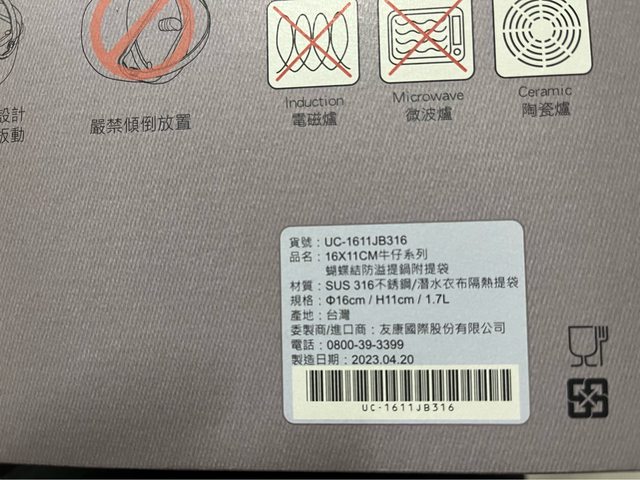 設計
扳動
嚴禁傾倒放置
Induction
電磁爐
Microwave
微波爐
Ceramic
陶瓷爐
貨號：UC-1611JB316
品名：16X11CM牛仔系列
蝴蝶結防溢提鍋附提袋
材質：SUS 316不銹鋼/潛水衣布隔熱提袋
規格：Φ16cm / H11cm / 1.7L
產地：台灣
委製商/進口商：友康國際股份有限公司
電話：0800-39-3399
製造日期：2023.04.20
UC-1611JB316